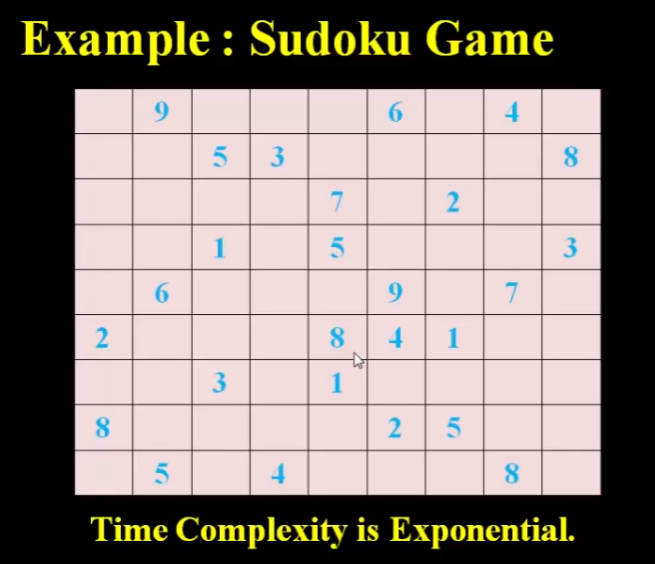 Example : Sudoku Game
9 6 4
5 3 8
7 2
1 5 3
6 9 7
2 8 4 1
3 1
8 2 5
5 4 8
Time Complexity is Exponential.